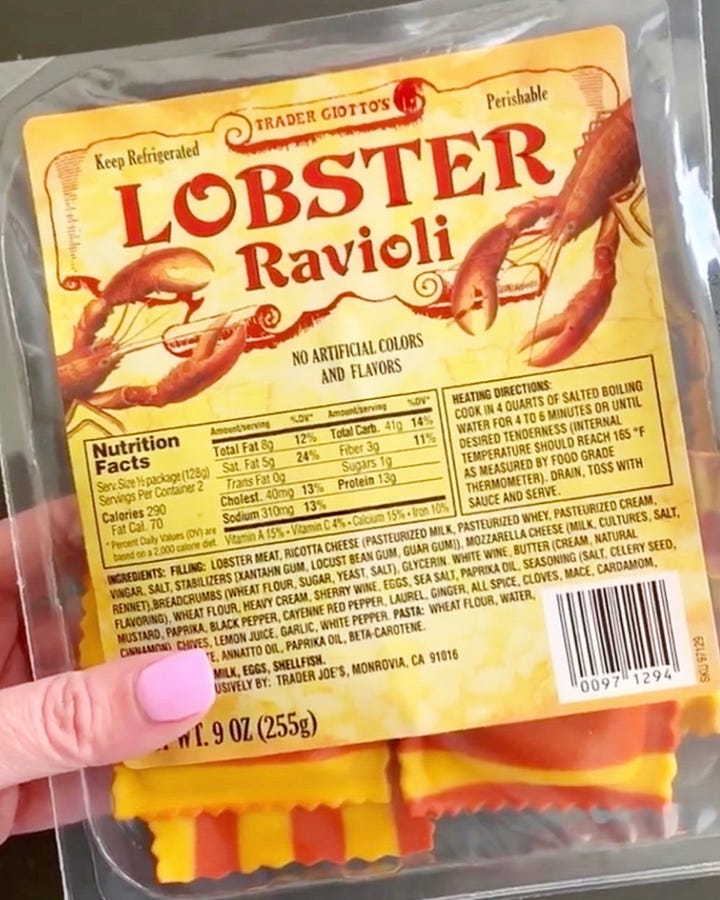 TRADER GIOTTO'S
Keep Refrigerated
Perishable
LOBSTER
Ravioli
NO ARTIFICIAL COLORS
AND FLAVORS
Nutrition
Facts
Serv. Size ½ package (128g)
Servings Per Container 2
Calories 290
Fat Cal. 70
* Percent Daily Values (DV) are
based on a 2,000 calorie diet.
Amount/serving %DV* Amount/serving %DV*
Total Fat 8g 12% Total Carb. 41g 14%
Sat. Fat 5g 24% Fiber 3g 11%
Trans Fat 0g Sugars 1g
Cholest. 40mg 13% Protein 13g
Sodium 310mg 13%
Vitamin A 15% • Vitamin C 4% • Calcium 15% • Iron 10%
HEATING DIRECTIONS:
COOK IN 4 QUARTS OF SALTED BOILING
WATER FOR 4 TO 6 MINUTES OR UNTIL
DESIRED TENDERNESS (INTERNAL
TEMPERATURE SHOULD REACH 165 °F
AS MEASURED BY FOOD GRADE
THERMOMETER). DRAIN, TOSS WITH
SAUCE AND SERVE.
INGREDIENTS: FILLING: LOBSTER MEAT, RICOTTA CHEESE (PASTEURIZED MILK, PASTEURIZED WHEY, PASTEURIZED CREAM,
VINGAR, SALT, STABILIZERS [XANTAHN GUM, LOCUST BEAN GUM, GUAR GUM]), MOZZARELLA CHEESE (MILK, CULTURES, SALT,
RENNET),BREADCRUMBS (WHEAT FLOUR, SUGAR, YEAST, SALT), GLYCERIN, WHITE WINE, BUTTER (CREAM, NATURAL
FLAVORING), WHEAT FLOUR, HEAVY CREAM, SHERRY WINE, EGGS, SEA SALT, PAPRIKA OIL, SEASONING (SALT, CELERY SEED,
MUSTARD, PAPRIKA, BLACK PEPPER, CAYENNE RED PEPPER, LAUREL, GINGER, ALL SPICE, CLOVES, MACE, CARDAMOM,
CINNAMON), CHIVES, LEMON JUICE, GARLIC, WHITE PEPPER. PASTA: WHEAT FLOUR, WATER,
ANNATTO OIL, PAPRIKA OIL, BETA-CAROTENE.
MILK, EGGS, SHELLFISH.
USIVELY BY: TRADER JOE'S, MONROVIA, CA 91016
WT. 9 OZ (255g)
0097 1294
SKU 97129